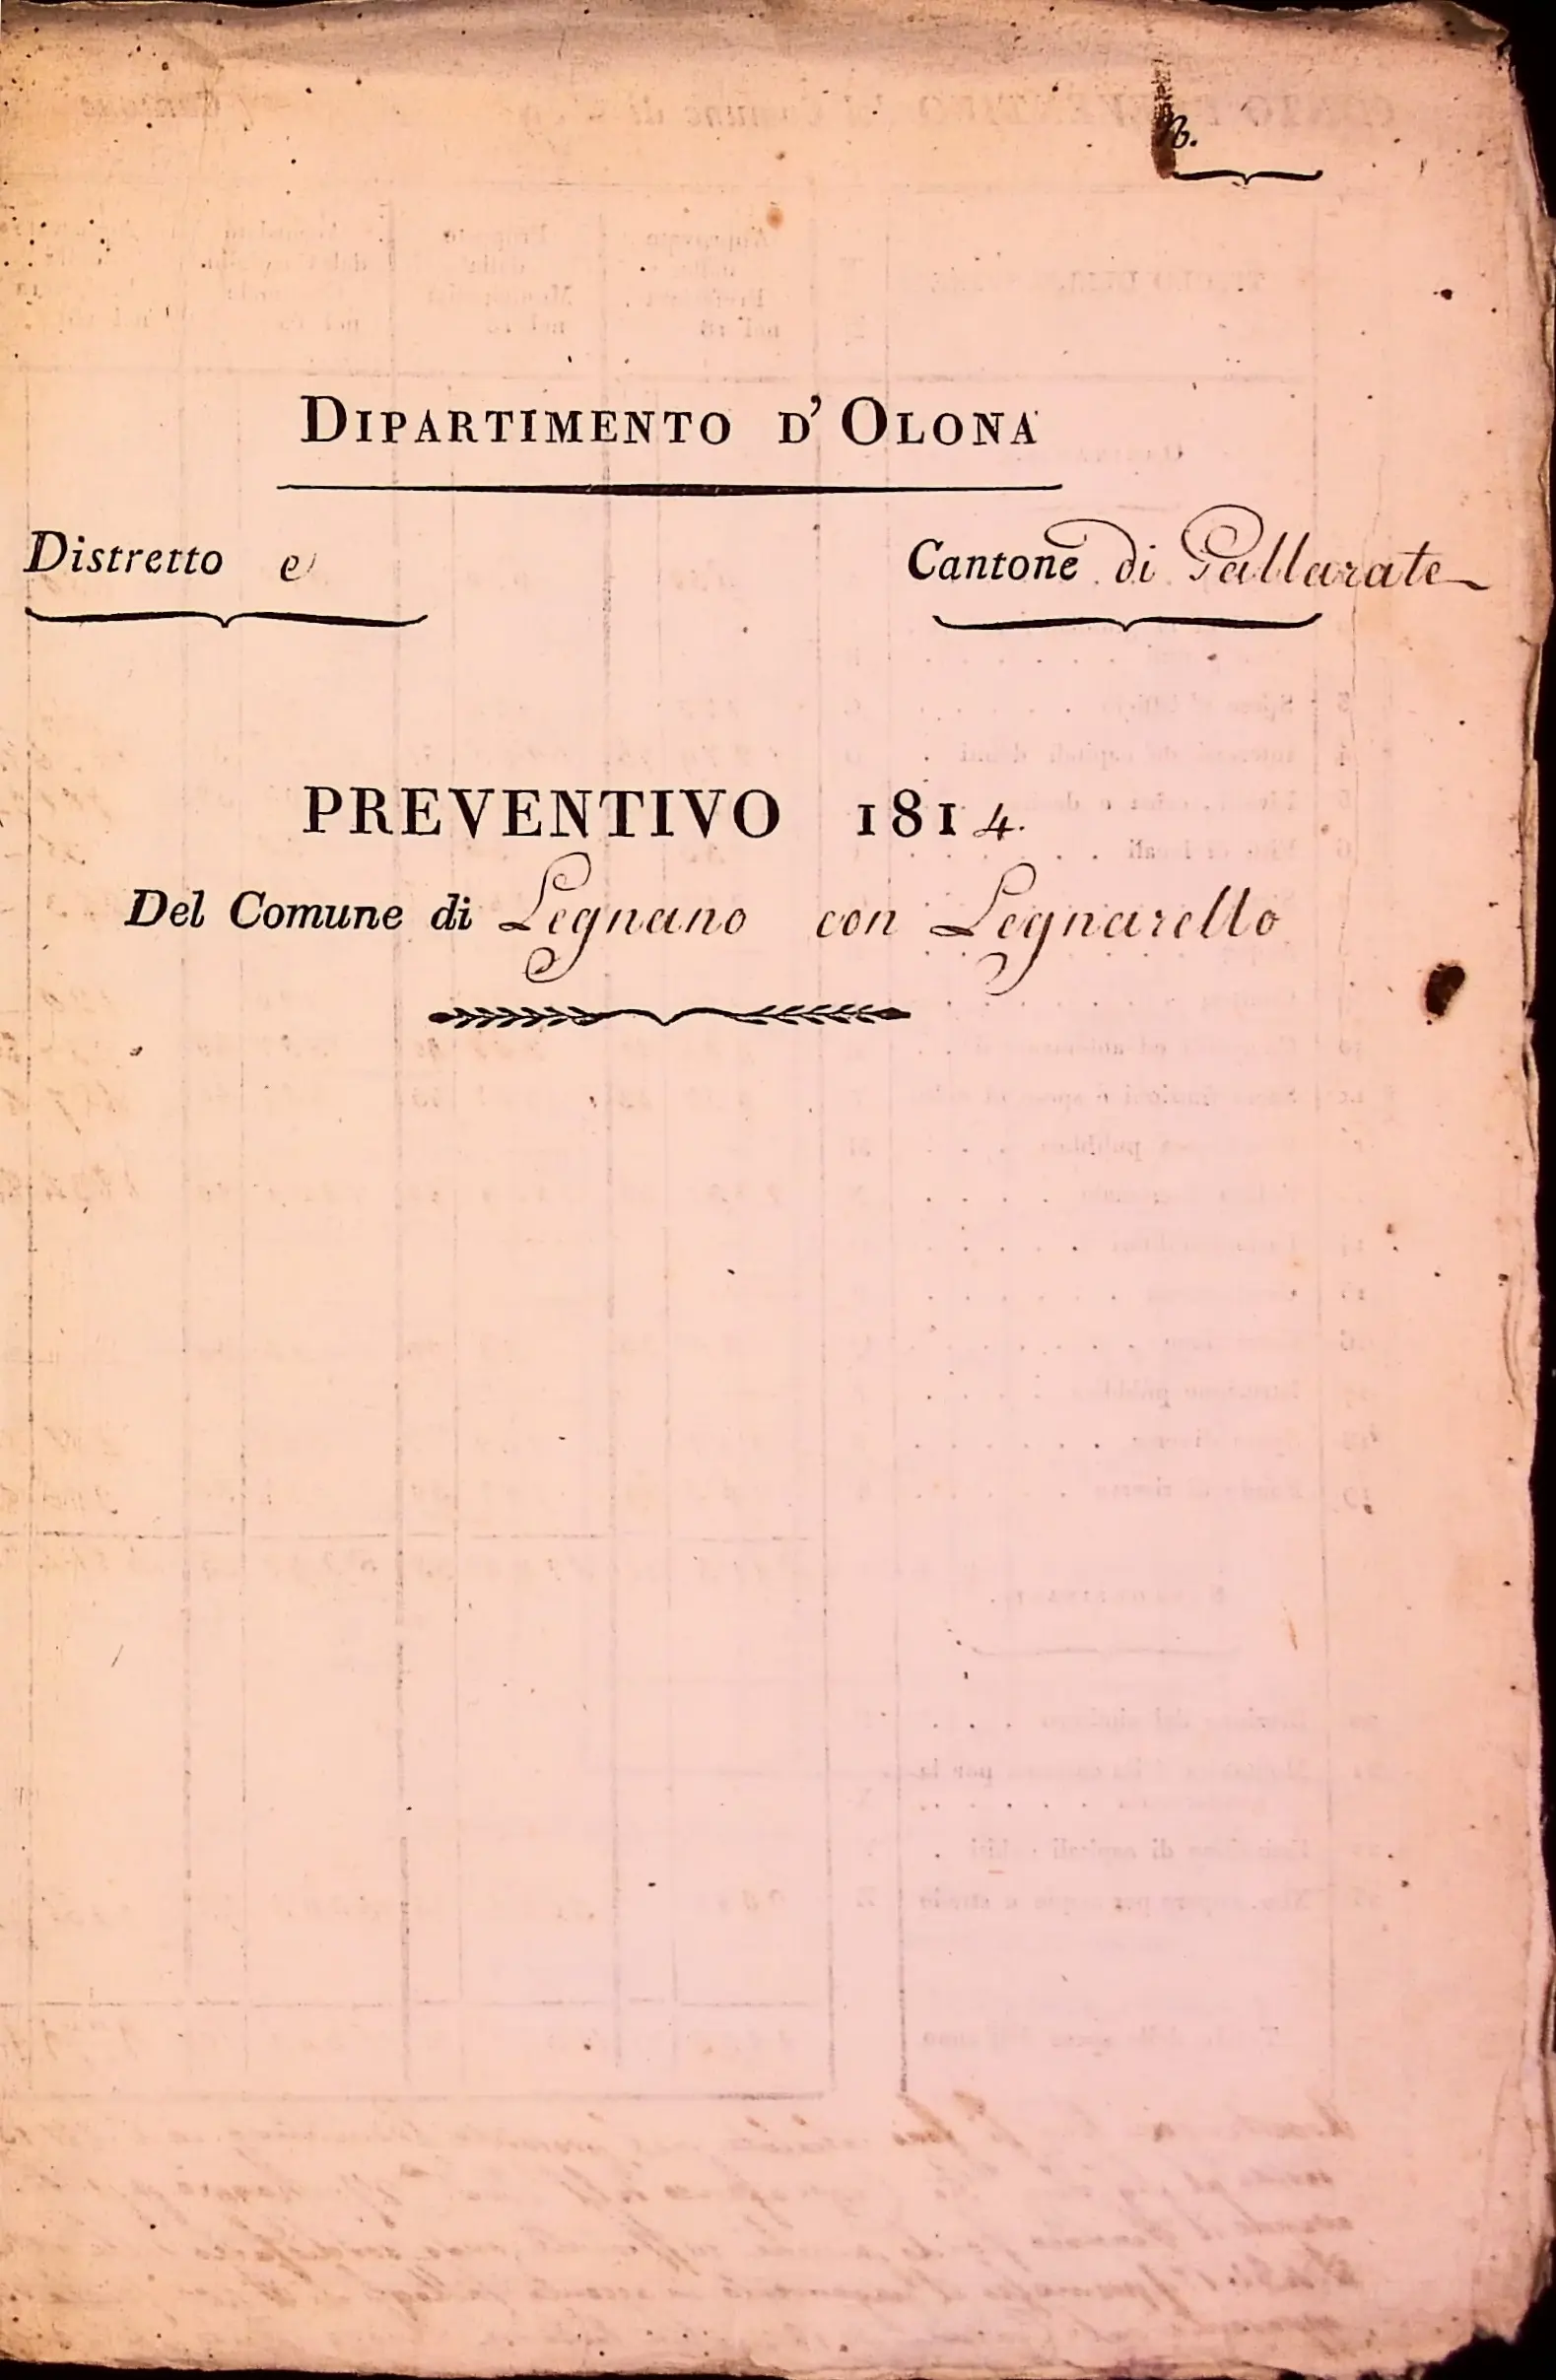 DIPARTIMENTO D' OLONA
Distretto e Cantone di Gallarate
PREVENTIVO 1814.
Del Comune di Legnano con Legnarello